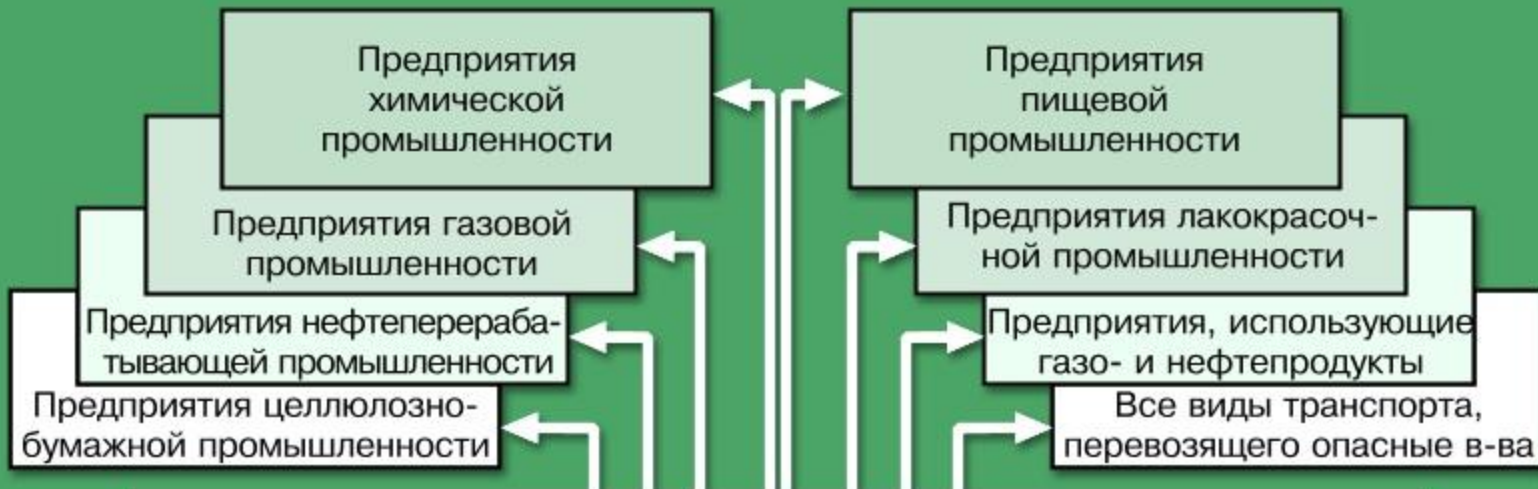 Предприятия
химической
промышленности
Предприятия газовой
промышленности
Предприятия нефтеперераба-
тывающей промышленности
Предприятия целлюлозно-
бумажной промышленности
Предприятия
пищевой
промышленности
Предприятия лакокрасоч-
ной промышленности
Предприятия, использующие
газо- и нефтепродукты
Все виды транспорта,
перевозящего опасные в-ва